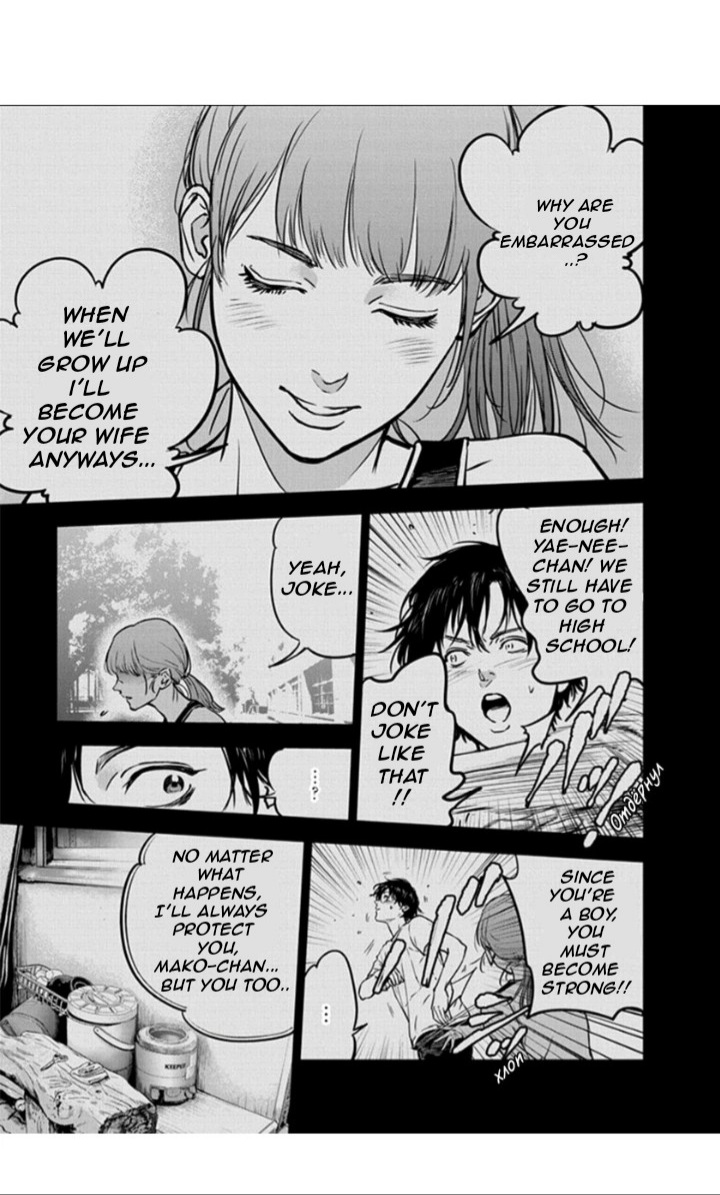 WHY ARE
YOU
EMBARRASSED
..?
WHEN
WE'LL
GROW UP
I'LL
BECOME
YOUR WIFE
ANYWAYS...
ENOUGH!
YAE-NEE-
CHAN! WE
STILL HAVE
TO GO TO
HIGH
SCHOOL!
DON'T
JOKE
LIKE
THAT
!!
Отдёрнул
YEAH,
JOKE...
...?
SINCE
YOU'RE
A BOY,
YOU
MUST
BECOME
STRONG!!
хлоп
...
NO MATTER
WHAT
HAPPENS,
I'LL ALWAYS
PROTECT
YOU,
MAKO-CHAN...
BUT YOU TOO..
KEEPER